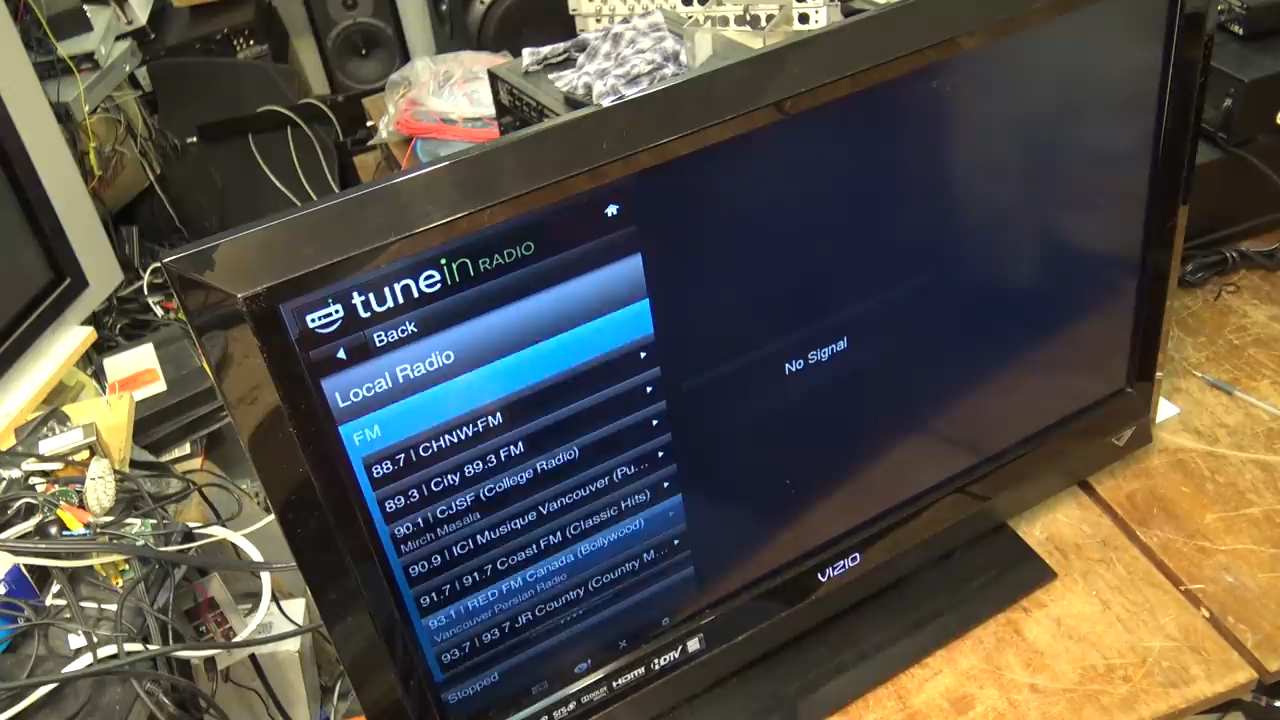 tunein RADIO
Back
Local Radio
FM
88.7 | CHNW-FM
89.3 | City 89.3 FM
90.1 | CJSF (College Radio)
Mirch Masala
90.9 | ICI Musique Vancouver (Pu...
91.7 | 91.7 Coast FM (Classic Hits)
93.1 | RED FM Canada (Bollywood)
Vancouver Persian Radio
93.7 | 93 7 JR Country (Country M...
Stopped
No Signal
VIZIO
HDMI
HDTV